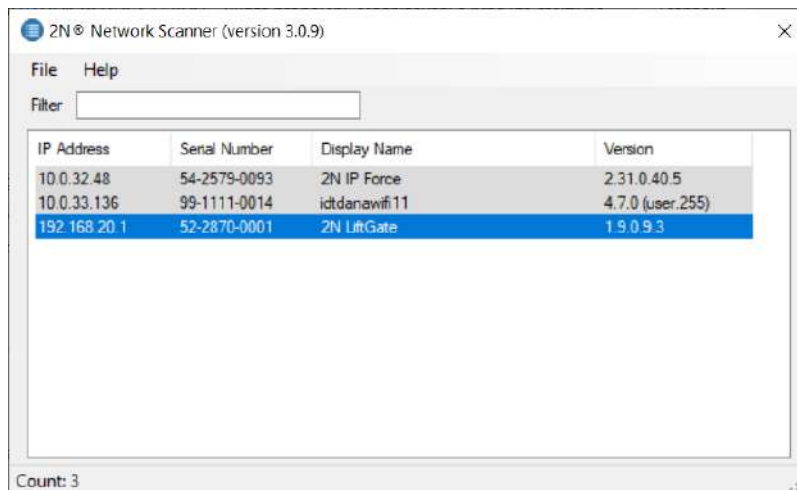 2N® Network Scanner (version 3.0.9)
File Help
Filter
IP Address Serial Number Display Name Version
10.0.32.48 54-2579-0093 2N IP Force 2.31.0.40.5
10.0.33.136 99-1111-0014 idtdanawifi11 4.7.0 (user.255)
192.168.20.1 52-2870-0001 2N LiftGate 1.9.0.9.3
Count: 3